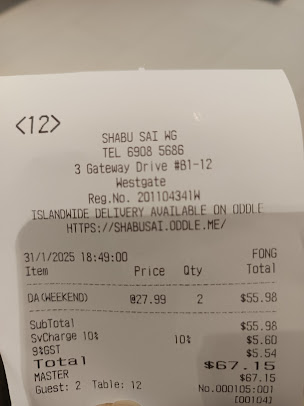 <12>
SHABU SAI WG
TEL 6908 5686
3 Gateway Drive #B1-12
Westgate
Reg.No. 201104341W
ISLANDWIDE DELIVERY AVAILABLE ON ODDLE
HTTPS://SHABUSAI.ODDLE.ME/
31/1/2025 18:49:00 FONG
Item Price Qty Total
DA(WEEKEND) @27.99 2 $55.98
SubTotal $55.98
SvCharge 10% 10% $5.60
9%GST $5.54
Total $67.15
MASTER $67.15
Guest: 2 Table: 12 No.000105:001
[00104]